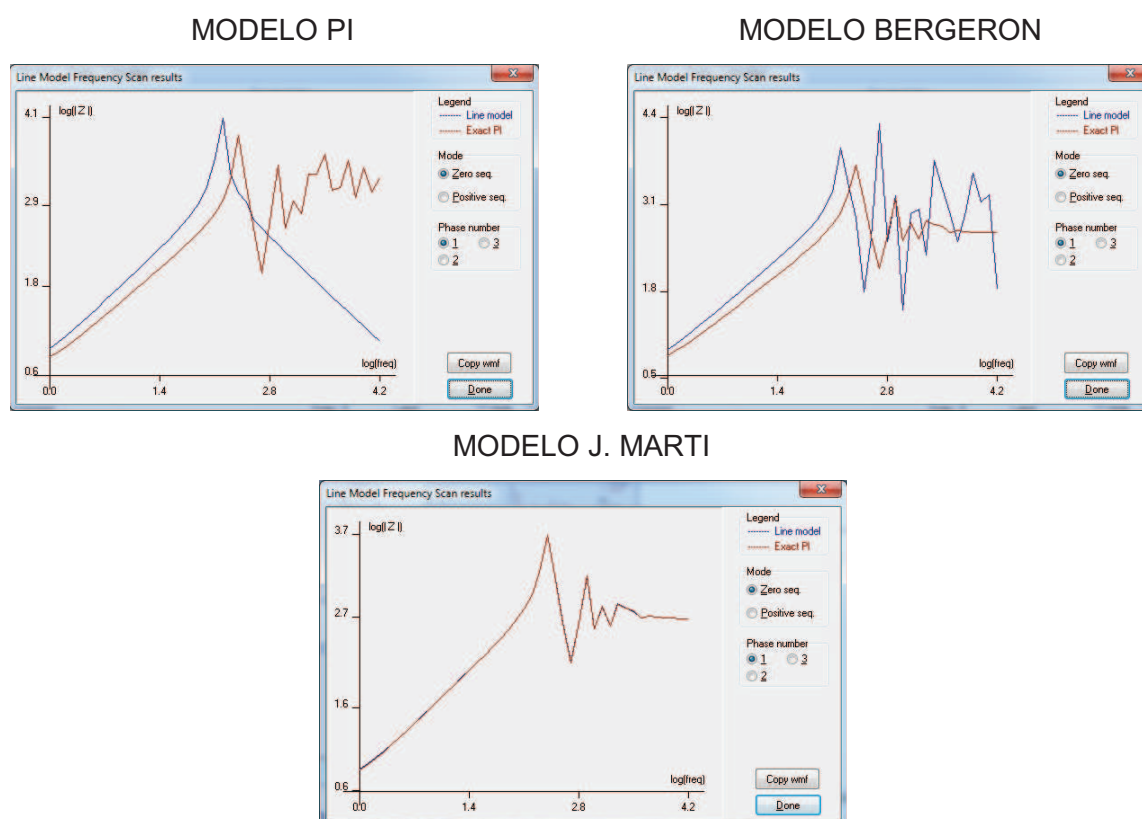 MODELO PI
MODELO BERGERON
Line Model Frequency Scan results
4.1
log(|Z|)
2.9
1.8
0.6
0.0
1.4
2.8
4.2
log(freq)
Legend
Line model
Exact PI
Mode
Zero seq.
Positive seq.
Phase number
1
3
2
Copy wmf
Done
Line Model Frequency Scan results
4.4
log(|Z|)
3.1
1.8
0.5
0.0
1.4
2.8
4.2
log(freq)
Legend
Line model
Exact PI
Mode
Zero seq.
Positive seq.
Phase number
1
3
2
Copy wmf
Done
MODELO J. MARTI
Line Model Frequency Scan results
3.7
log(|Z|)
2.7
1.6
0.6
0.0
1.4
2.8
4.2
log(freq)
Legend
Line model
Exact PI
Mode
Zero seq.
Positive seq.
Phase number
1
3
2
Copy wmf
Done